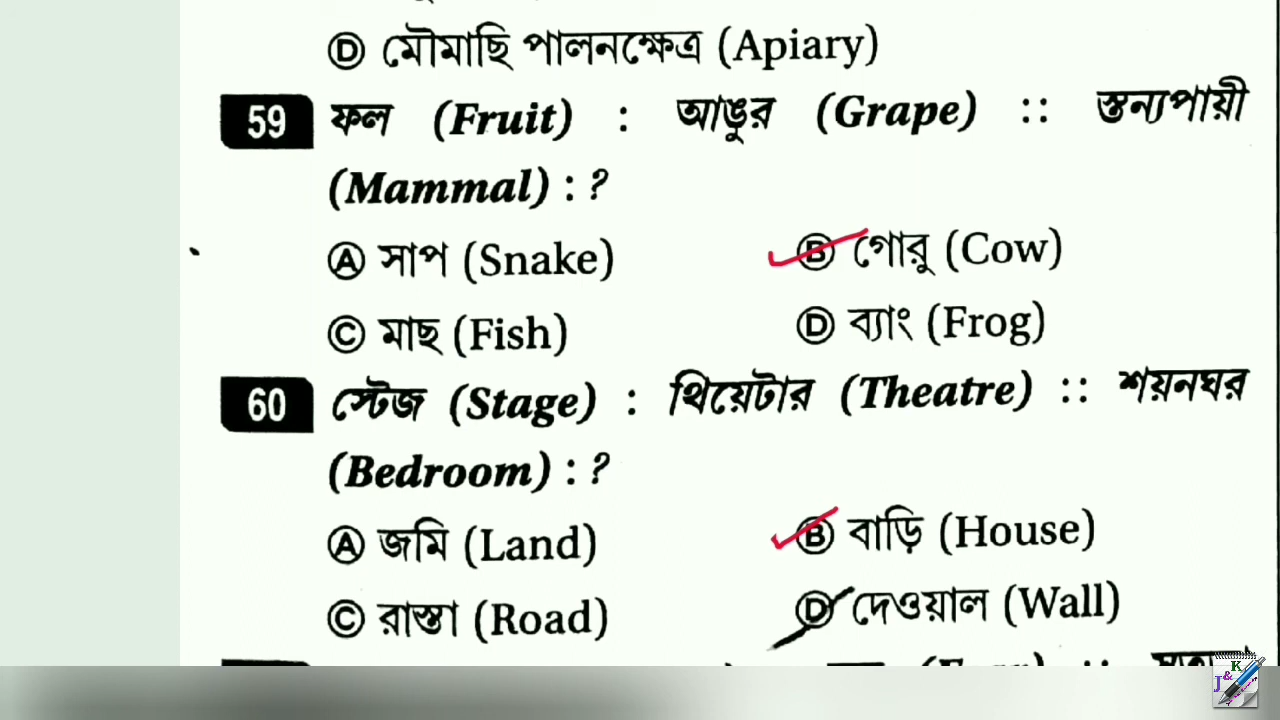 Ⓓ মৌমাছি পালনক্ষেত্র (Apiary)
59 ফল (Fruit) : আঙুর (Grape) :: স্তন্যপায়ী
(Mammal) : ?
Ⓐ সাপ (Snake) Ⓑ গোরু (Cow)
Ⓒ মাছ (Fish) Ⓓ ব্যাং (Frog)
60 স্টেজ (Stage) : থিয়েটার (Theatre) :: শয়নঘর
(Bedroom) : ?
Ⓐ জমি (Land) Ⓑ বাড়ি (House)
Ⓒ রাস্তা (Road) Ⓓ দেওয়াল (Wall)
J&K